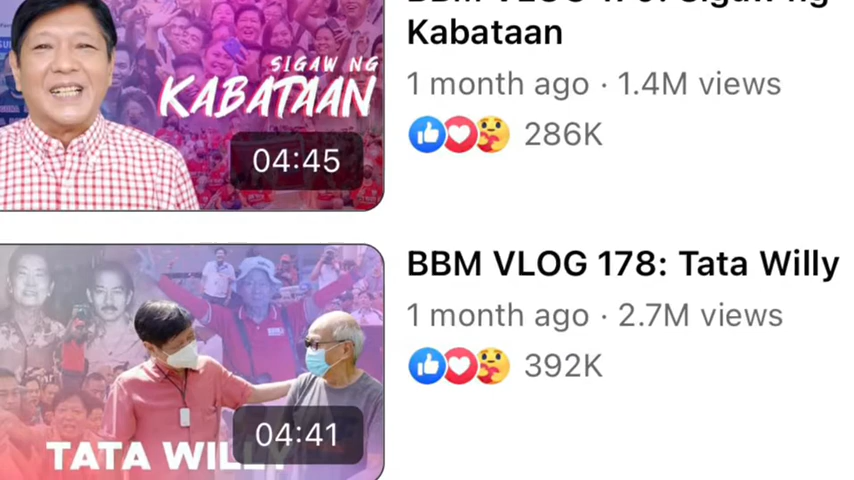 Kabataan
SIGAW NG
KABATAAN
04:45
1 month ago · 1.4M views
286K
BBM VLOG 178: Tata Willy
1 month ago · 2.7M views
392K
TATA WILLY
04:41